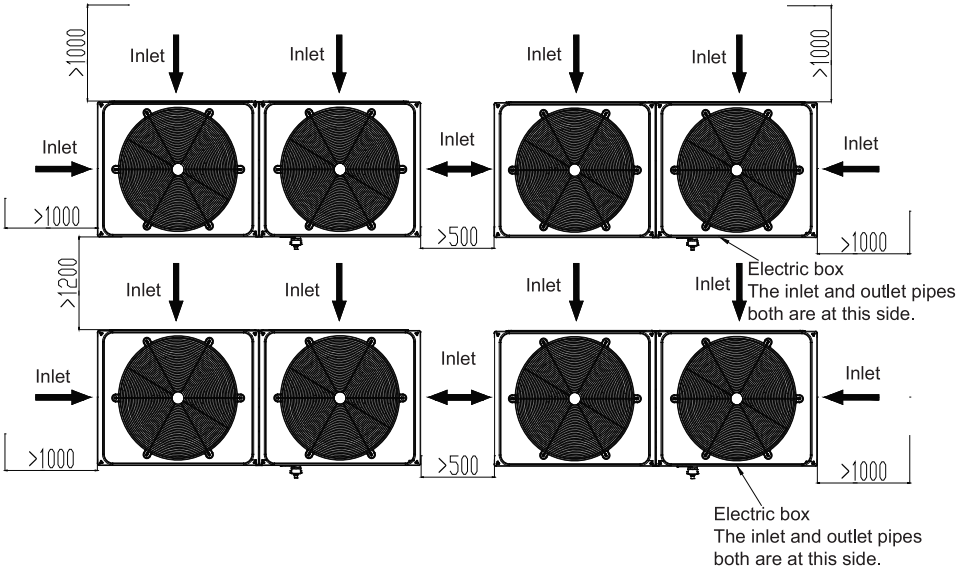 >1000
Inlet
Inlet
Inlet
Inlet
>1000
Inlet
Inlet
Inlet
>1000
>500
>1000
>1200
Electric box
The inlet and outlet pipes
both are at this side.
Inlet
Inlet
Inlet
Inlet
Inlet
Inlet
Inlet
>1000
>500
>1000
Electric box
The inlet and outlet pipes
both are at this side.